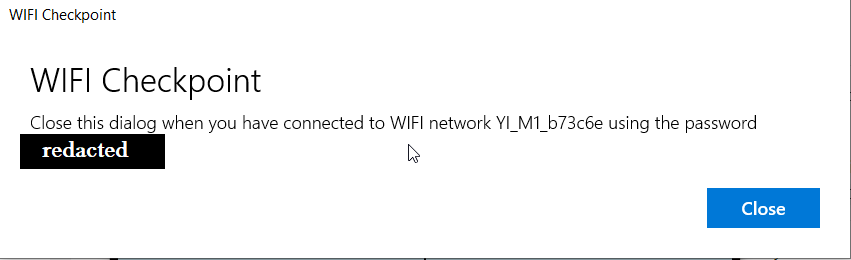 WIFI Checkpoint
WIFI Checkpoint
Close this dialog when you have connected to WIFI network YI_M1_b73c6e using the password
redacted
Close